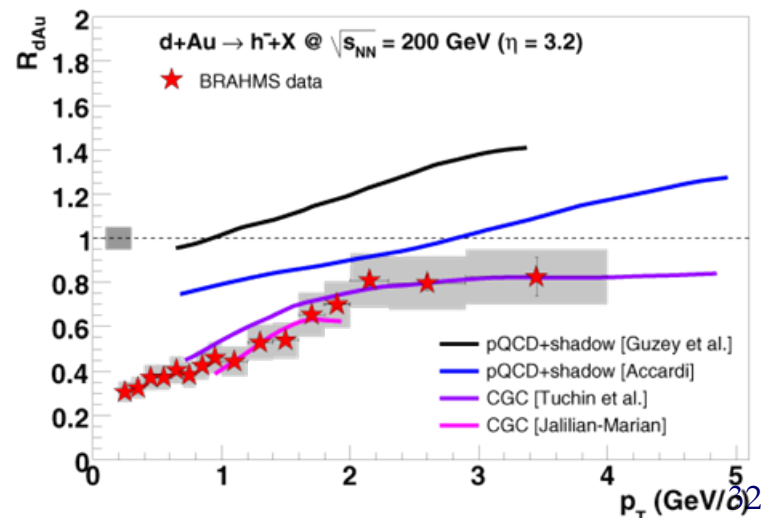 d+Au → h⁻+X @ √s_NN = 200 GeV (η = 3.2)
BRAHMS data
R_dAu
2
1.8
1.6
1.4
1.2
1
0.8
0.6
0.4
0.2
0
pQCD+shadow [Guzey et al.]
pQCD+shadow [Accardi]
CGC [Tuchin et al.]
CGC [Jalilian-Marian]
0 1 2 3 4 5
p_T (GeV/c)
32